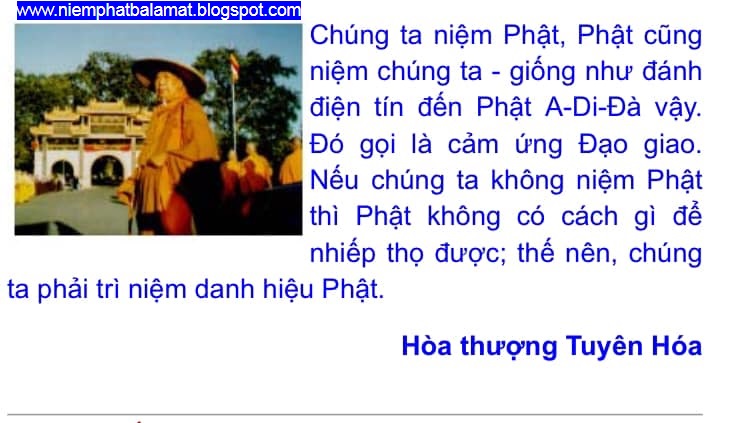 www.niemphatbalamat.blogspot.com
Chúng ta niệm Phật, Phật cũng
niệm chúng ta - giống như đánh
điện tín đến Phật A-Di-Đà vậy.
Đó gọi là cảm ứng Đạo giao.
Nếu chúng ta không niệm Phật
thì Phật không có cách gì để
nhiếp thọ được; thế nên, chúng
ta phải trì niệm danh hiệu Phật.
Hòa thượng Tuyên Hóa